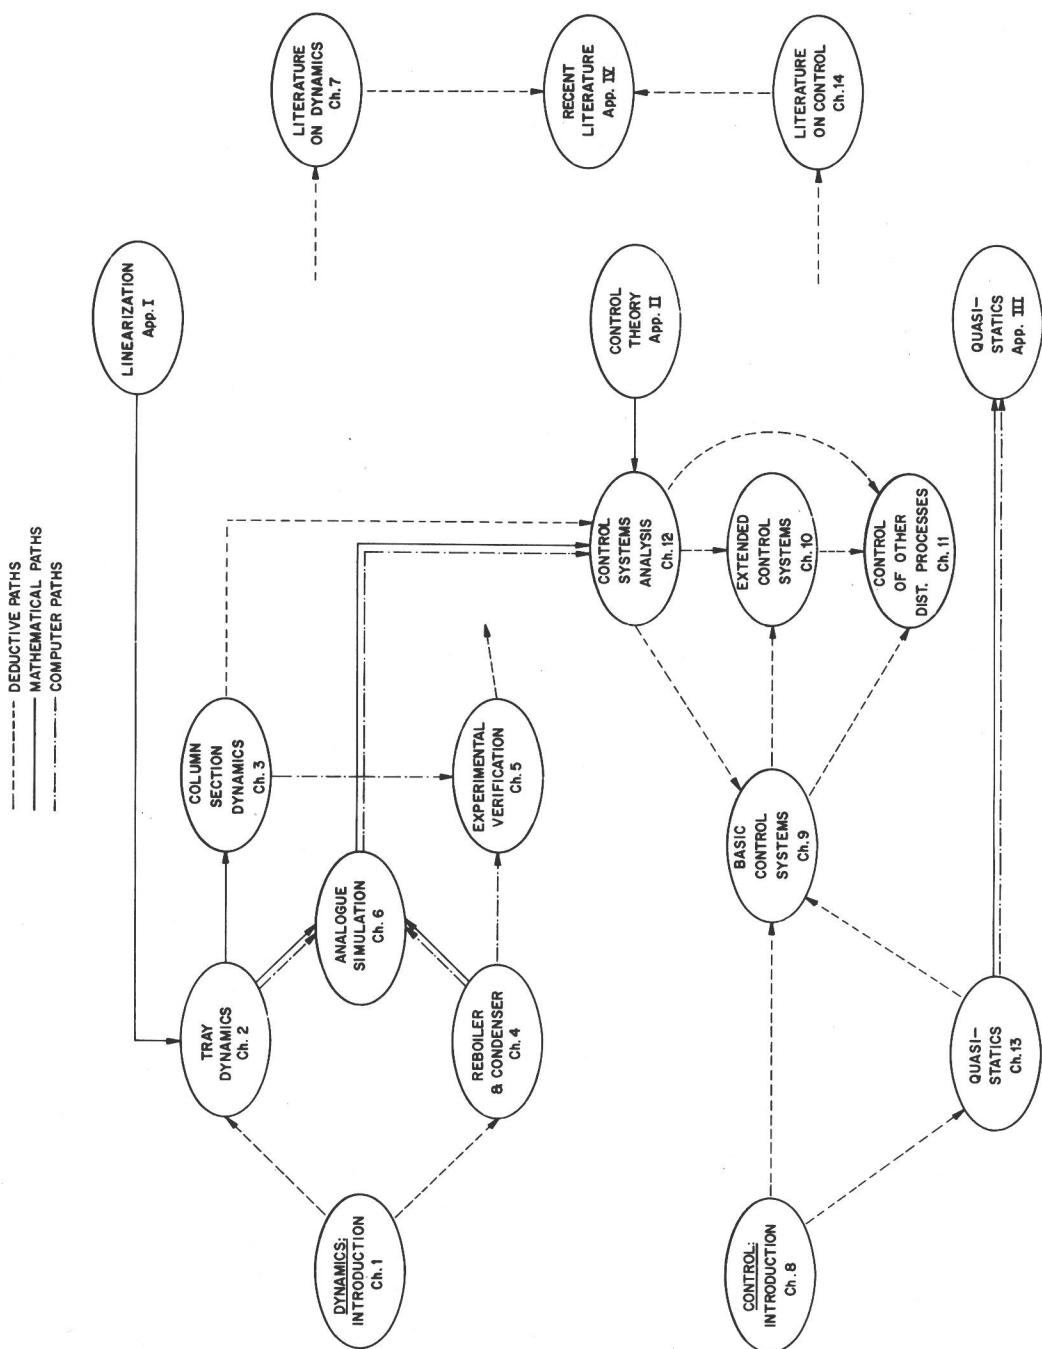 DEDUCTIVE PATHS
MATHEMATICAL PATHS
COMPUTER PATHS
LINEARIZATION
App. I
LITERATURE
ON DYNAMICS
Ch. 7
RECENT
LITERATURE
App. IV
LITERATURE
ON CONTROL
Ch. 14
DYNAMICS:
INTRODUCTION
Ch. 1
TRAY
DYNAMICS
Ch. 2
REBOILER
& CONDENSER
Ch. 4
ANALOGUE
SIMULATION
Ch. 6
COLUMN
SECTION
DYNAMICS
Ch. 3
EXPERIMENTAL
VERIFICATION
Ch. 5
CONTROL
SYSTEMS
ANALYSIS
Ch. 12
CONTROL
THEORY
App. II
CONTROL:
INTRODUCTION
Ch. 8
BASIC
CONTROL
SYSTEMS
Ch. 9
EXTENDED
CONTROL
SYSTEMS
Ch. 10
CONTROL
OF OTHER
DIST. PROCESSES
Ch. 11
QUASI-
STATICS
Ch. 13
QUASI-
STATICS
App. III